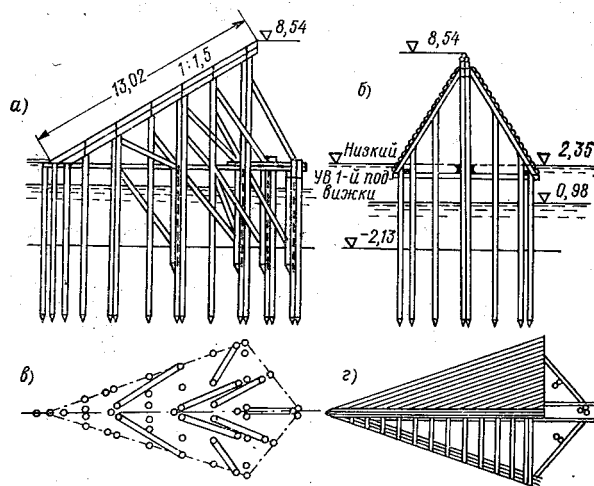 8,54
13,02
1:1,5
а)
8,54
б)
Низкий
УВ 1-й под
вижки
2,35
0,98
-2,13
в)
г)